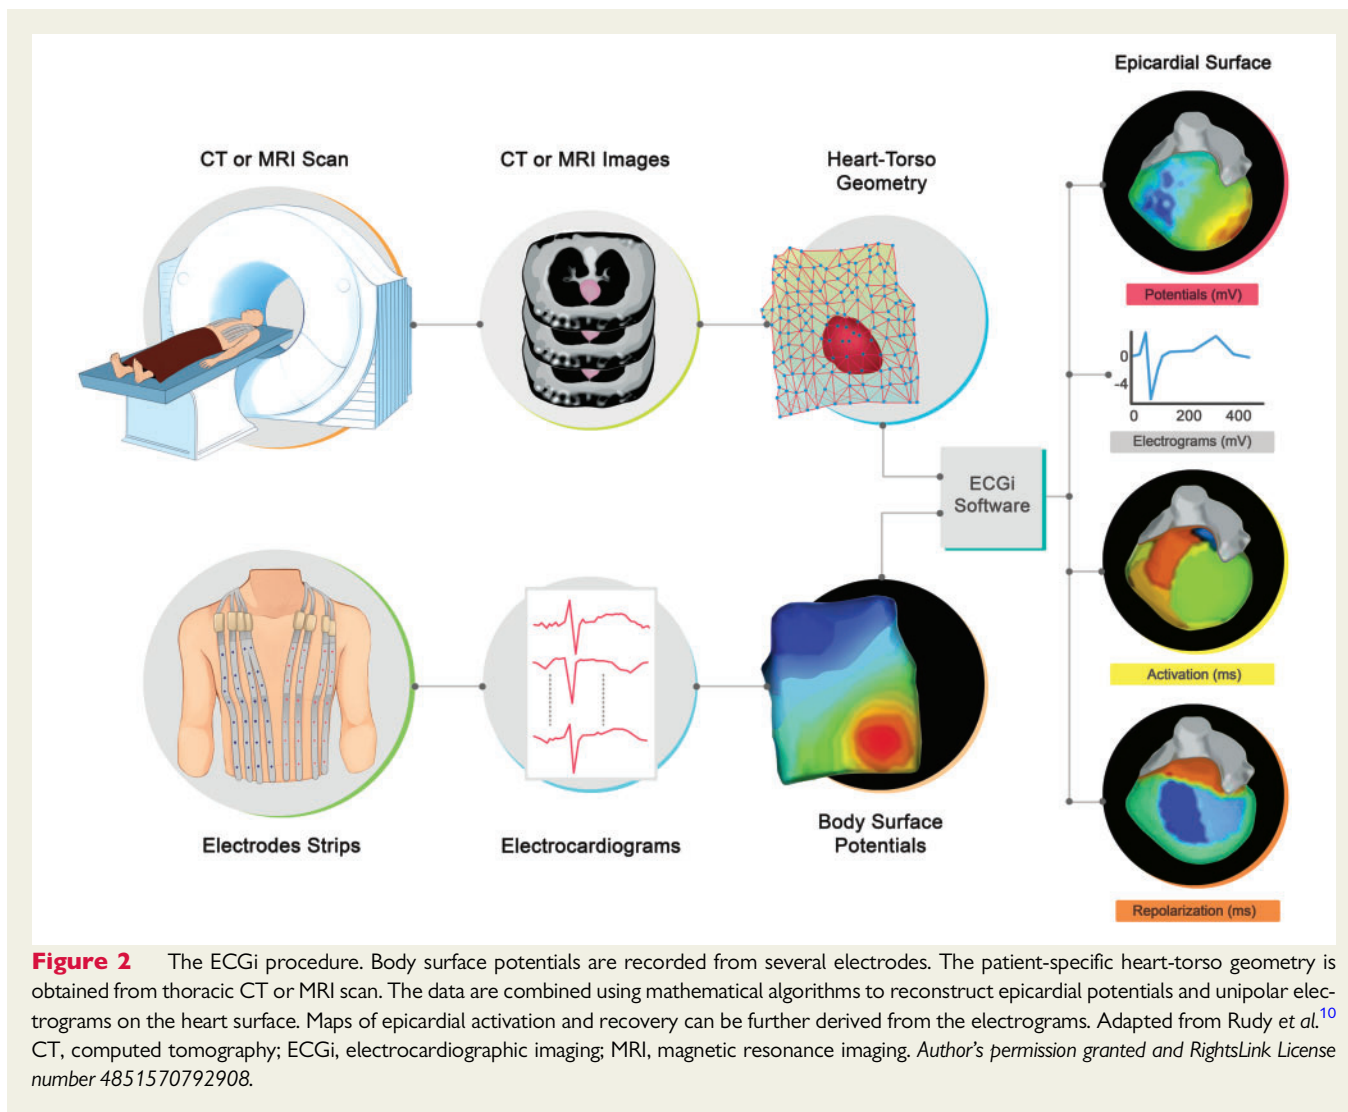 Epicardial Surface
CT or MRI Scan
CT or MRI Images
Heart-Torso
Geometry
Potentials (mV)
0
-4
0 200 400
Electrograms (mV)
ECGi
Software
Activation (ms)
Electrodes Strips
Electrocardiograms
Body Surface
Potentials
Repolarization (ms)
Figure 2 The ECGi procedure. Body surface potentials are recorded from several electrodes. The patient-specific heart-torso geometry is
obtained from thoracic CT or MRI scan. The data are combined using mathematical algorithms to reconstruct epicardial potentials and unipolar elec-
trograms on the heart surface. Maps of epicardial activation and recovery can be further derived from the electrograms. Adapted from Rudy et al.10
CT, computed tomography; ECGi, electrocardiographic imaging; MRI, magnetic resonance imaging. Author's permission granted and RightsLink License
number 4851570792908.